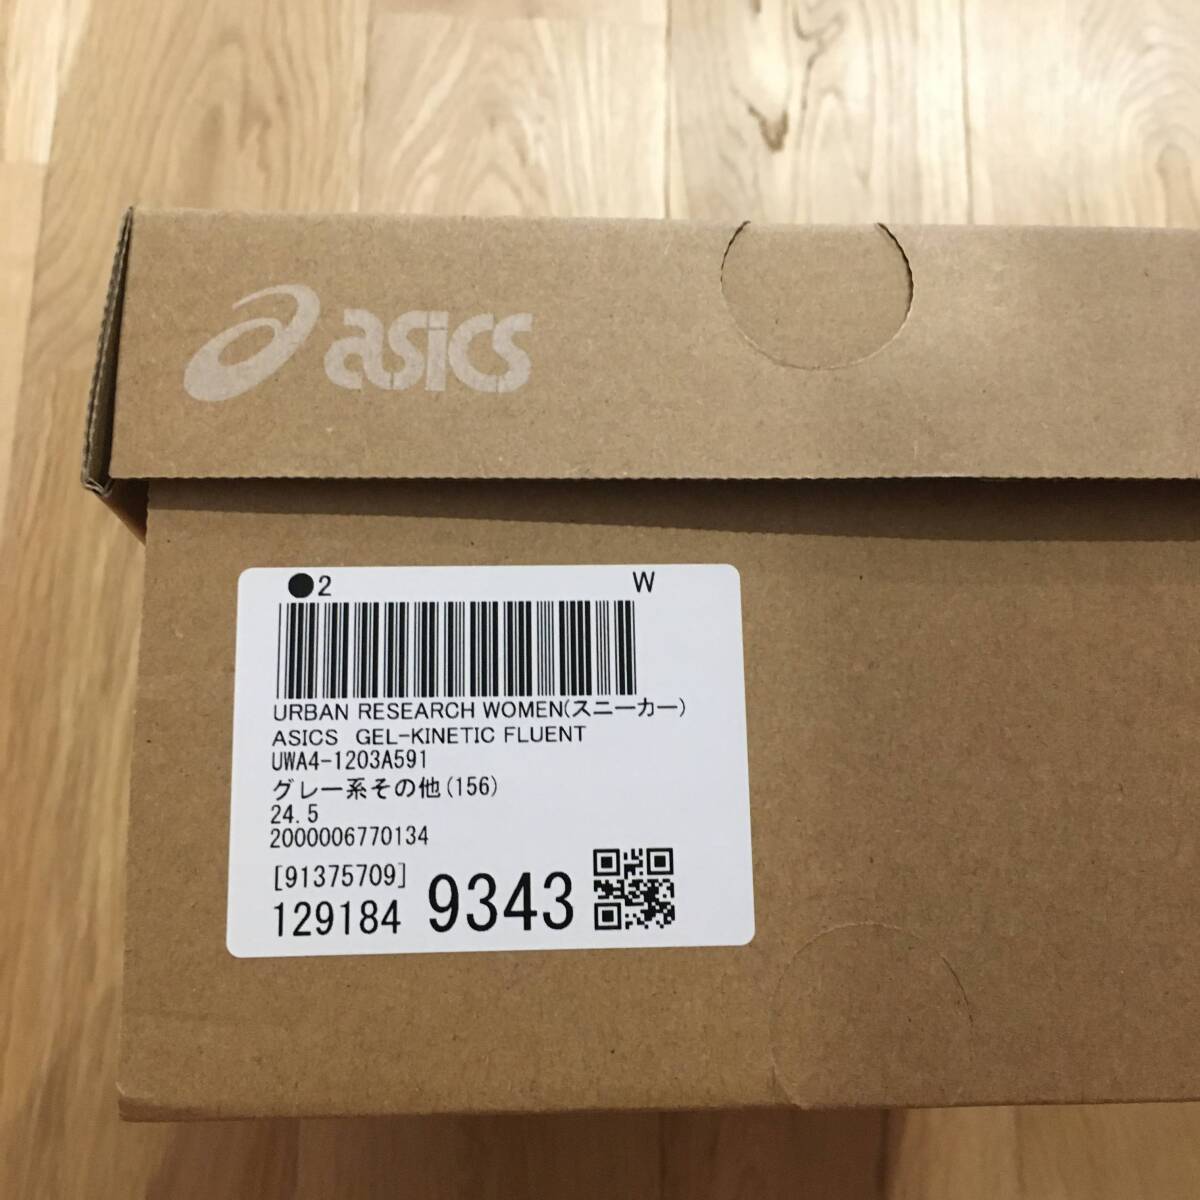 asics
●2 W
URBAN RESEARCH WOMEN(スニーカー)
ASICS GEL-KINETIC FLUENT
UWA4-1203A591
グレー系その他(156)
24.5
2000006770134
[91375709]
129184 9343